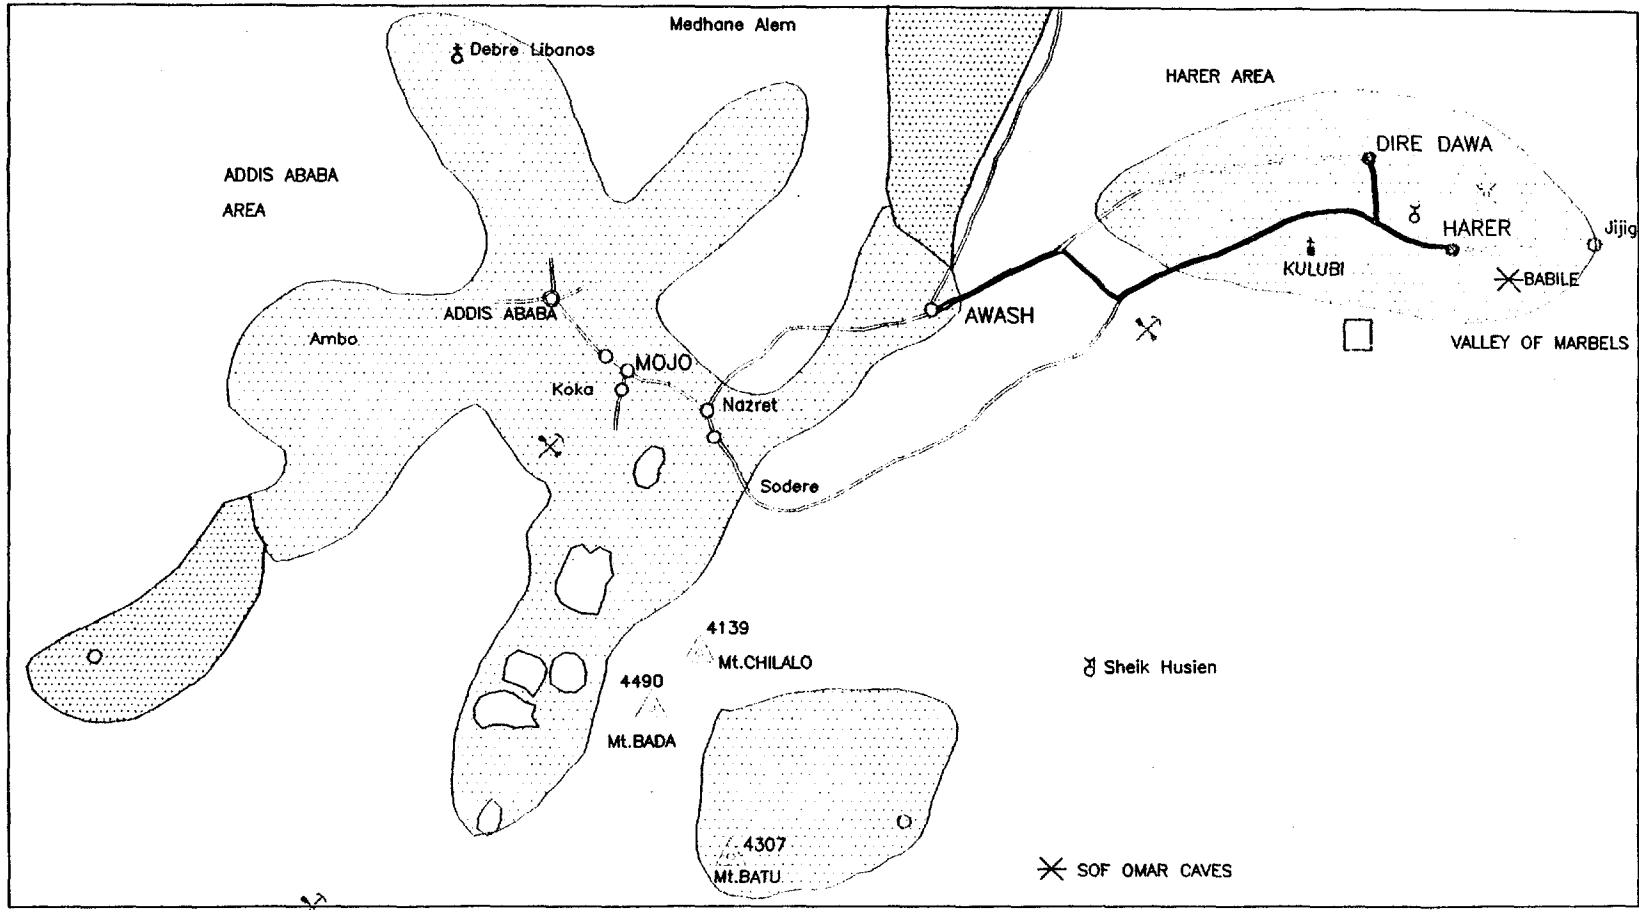 Medhane Alem
Debre Libanos
HARER AREA
DIRE DAWA
ADDIS ABABA
AREA
HARER
Jijig
KULUBI
BABILE
ADDIS ABABA
AWASH
Ambo
VALLEY OF MARBELS
MOJO
Koka
Nazret
Sodere
4139
Mt.CHILALO
Sheik Husien
4490
Mt.BADA
4307
Mt.BATU
SOF OMAR CAVES